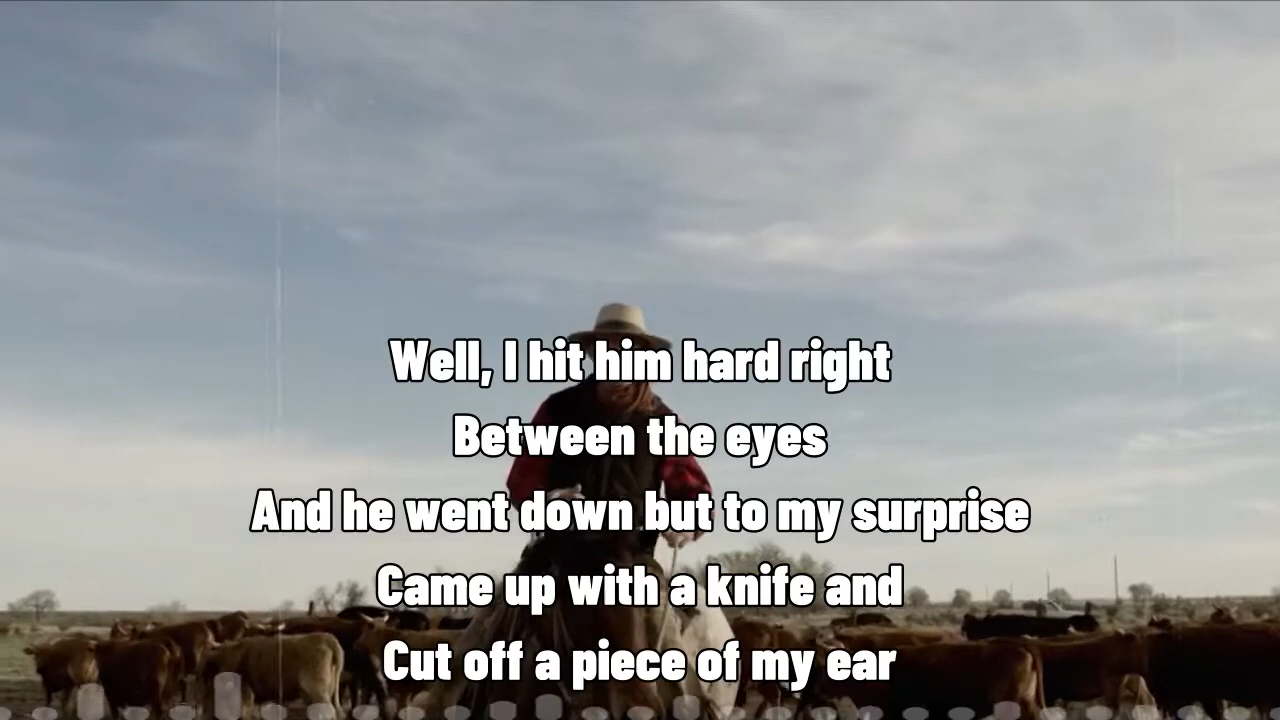 Well, I hit him hard right
Between the eyes
And he went down but to my surprise
Came up with a knife and
Cut off a piece of my ear